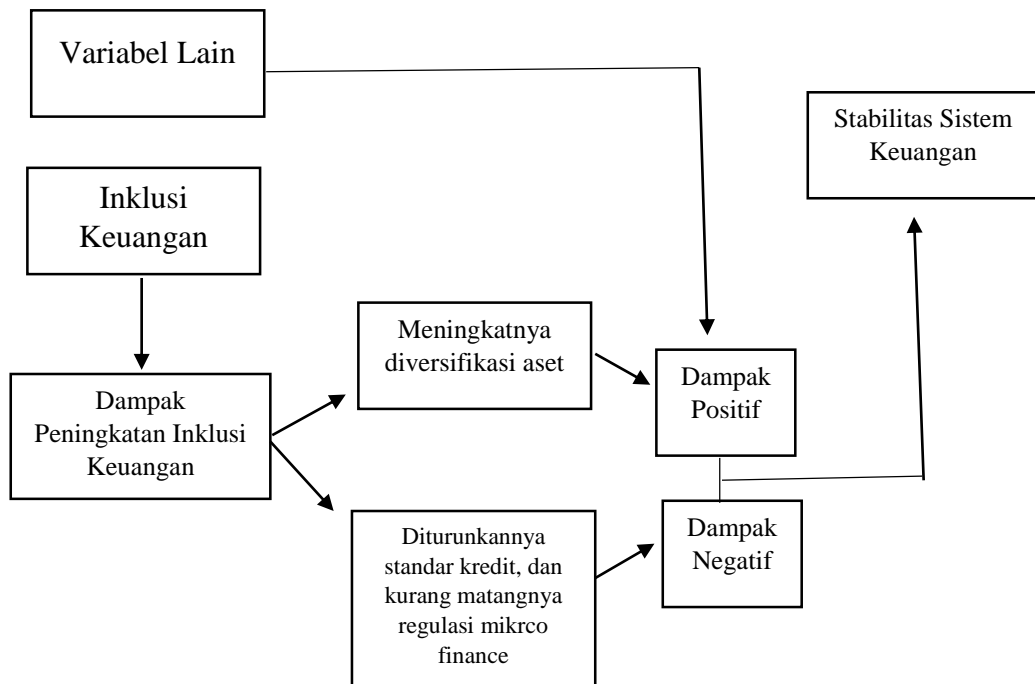 Variabel Lain
Stabilitas Sistem
Keuangan
Inklusi
Keuangan
Meningkatnya
diversifikasi aset
Dampak
Positif
Dampak
Peningkatan Inklusi
Keuangan
Diturunkannya
standar kredit, dan
kurang matangnya
regulasi mikrco
finance
Dampak
Negatif